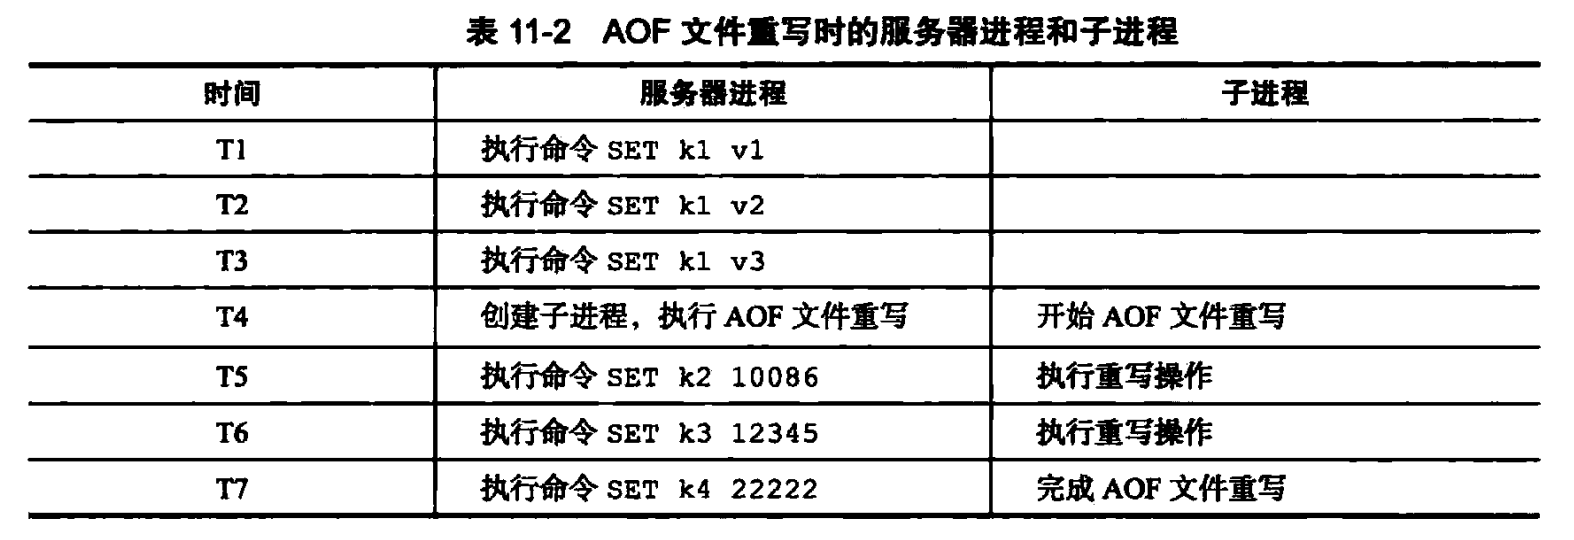 表 11-2 AOF 文件重写时的服务器进程和子进程
时间 服务器进程 子进程
T1 执行命令 SET k1 v1
T2 执行命令 SET k1 v2
T3 执行命令 SET k1 v3
T4 创建子进程，执行 AOF 文件重写 开始 AOF 文件重写
T5 执行命令 SET k2 10086 执行重写操作
T6 执行命令 SET k3 12345 执行重写操作
T7 执行命令 SET k4 22222 完成 AOF 文件重写